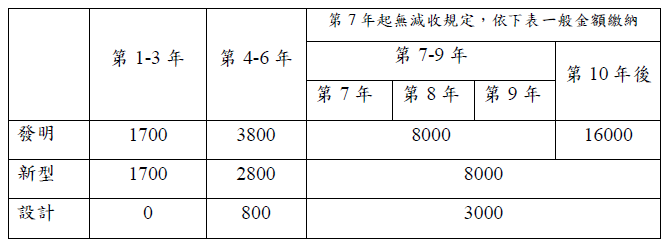 第 7 年起無減收規定，依下表一般金額繳納
第 1-3 年 第 4-6 年 第 7-9 年 第 10 年後
第 7 年 第 8 年 第 9 年
發明 1700 3800 8000 16000
新型 1700 2800 8000
設計 0 800 3000